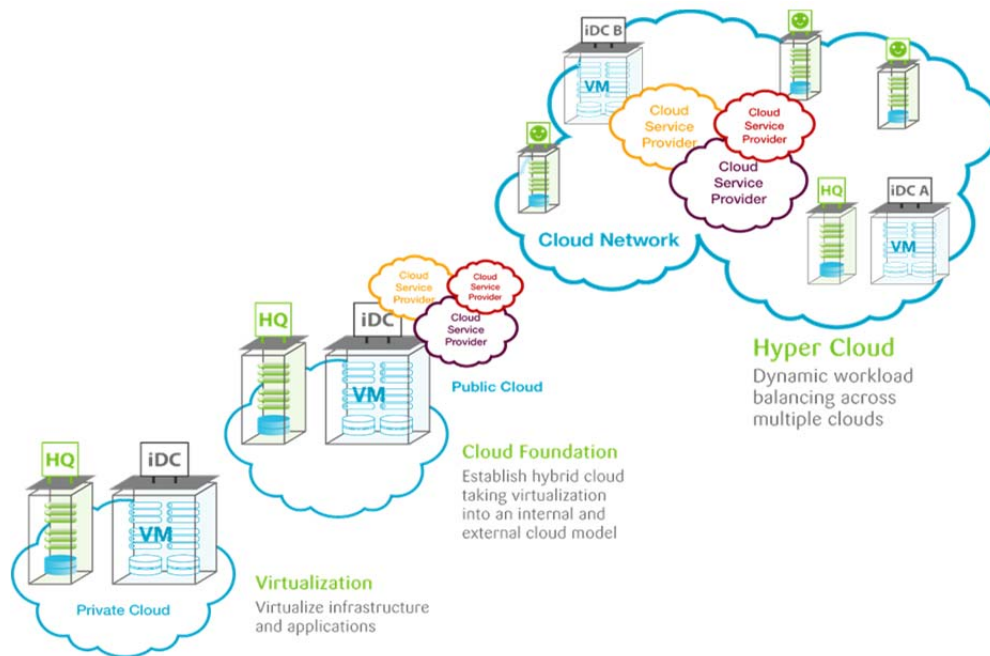 iDC B
VM
Cloud
Service
Provider
Cloud
Service
Provider
Cloud
Service
Provider
HQ
iDC A
VM
Cloud Network
Cloud
Service
Provider
Cloud
Service
Provider
Cloud
Service
Provider
HQ
iDC
VM
Public Cloud
Hyper Cloud
Dynamic workload
balancing across
multiple clouds
Cloud Foundation
Establish hybrid cloud
taking virtualization
into an internal and
external cloud model
HQ
iDC
VM
Private Cloud
Virtualization
Virtualize infrastructure
and applications